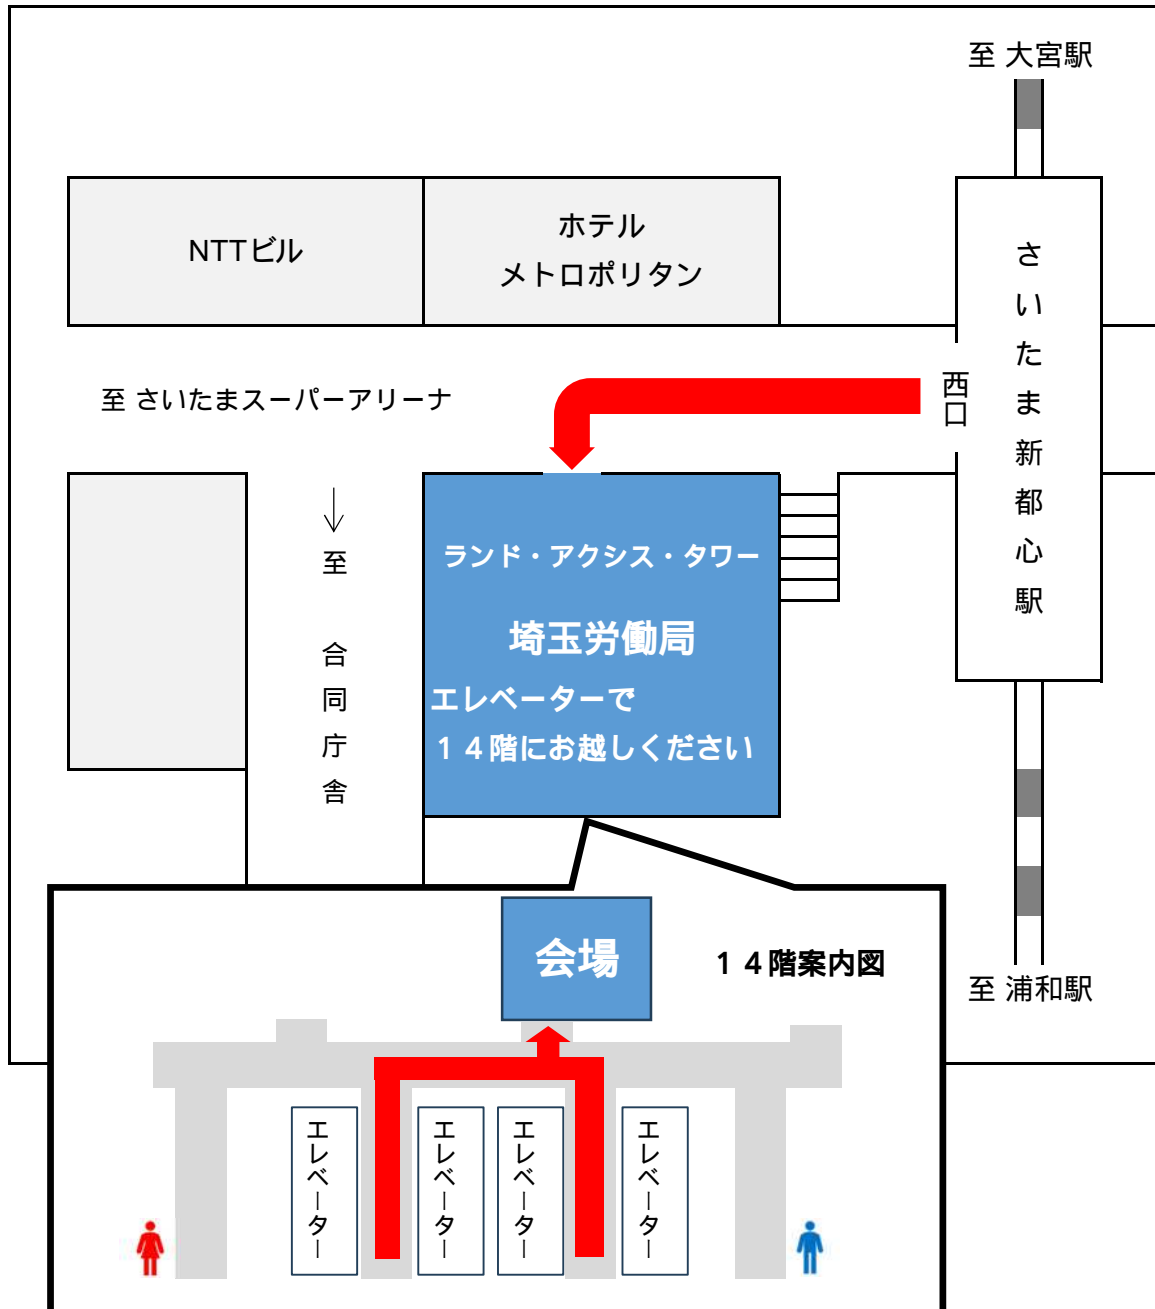 至 大宮駅
NTTビル
ホテル
メトロポリタン
さいたま新都心駅
西口
至 さいたまスーパーアリーナ
↓至 合同庁舎
ランド・アクシス・タワー
埼玉労働局
エレベーターで
１４階にお越しください
会場
１４階案内図
至 浦和駅
エレベーター
エレベーター
エレベーター
エレベーター